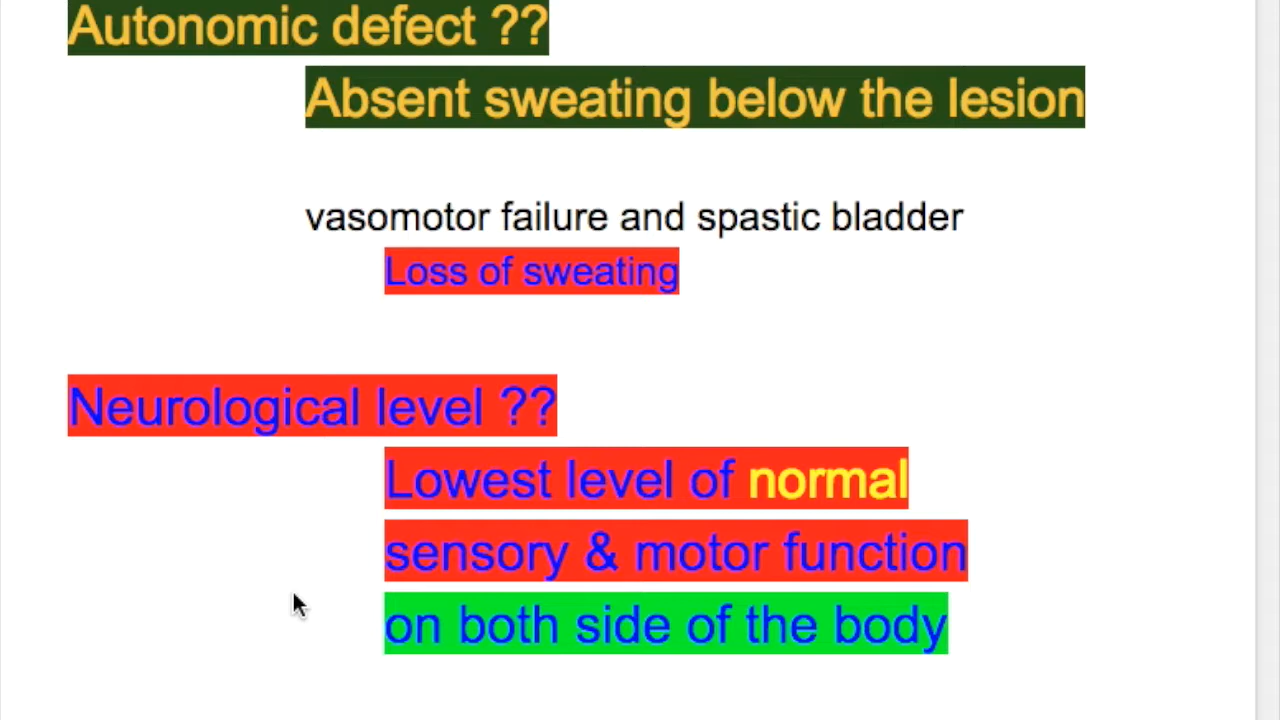 Autonomic defect ??
Absent sweating below the lesion
vasomotor failure and spastic bladder
Loss of sweating
Neurological level ??
Lowest level of normal
sensory & motor function
on both side of the body